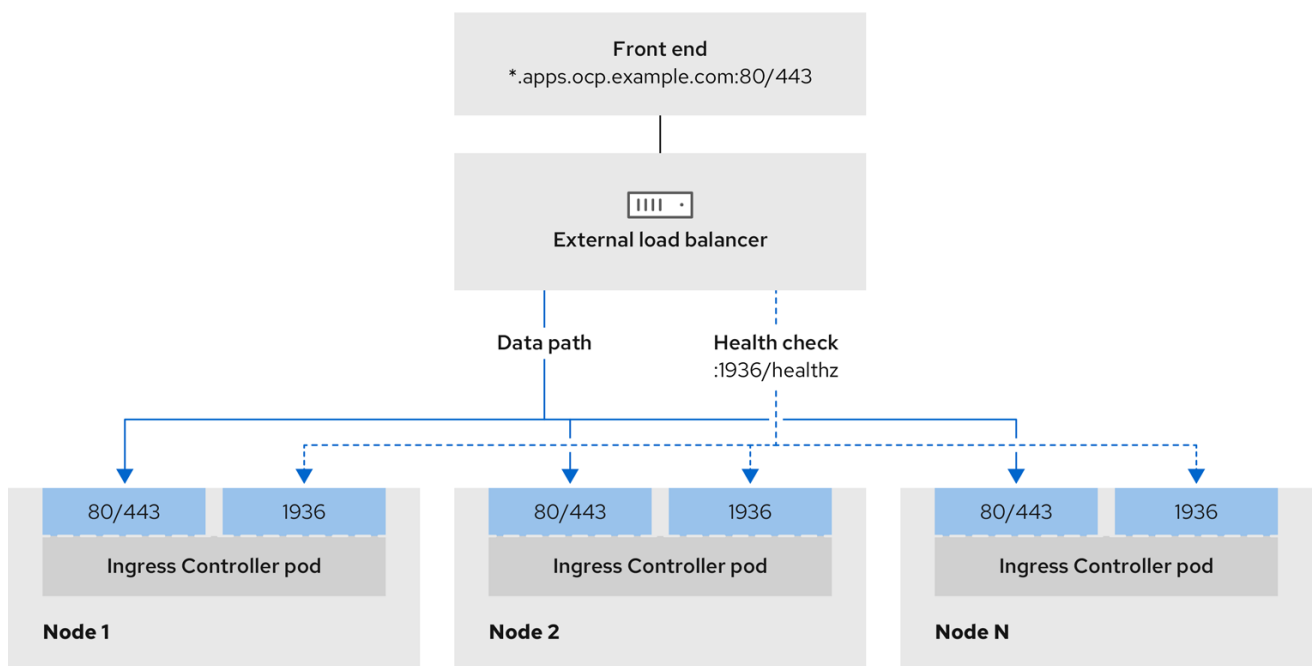 Front end
*.apps.ocp.example.com:80/443
External load balancer
Data path
Health check
:1936/healthz
80/443
1936
80/443
1936
80/443
1936
Ingress Controller pod
Ingress Controller pod
Ingress Controller pod
Node 1
Node 2
Node N